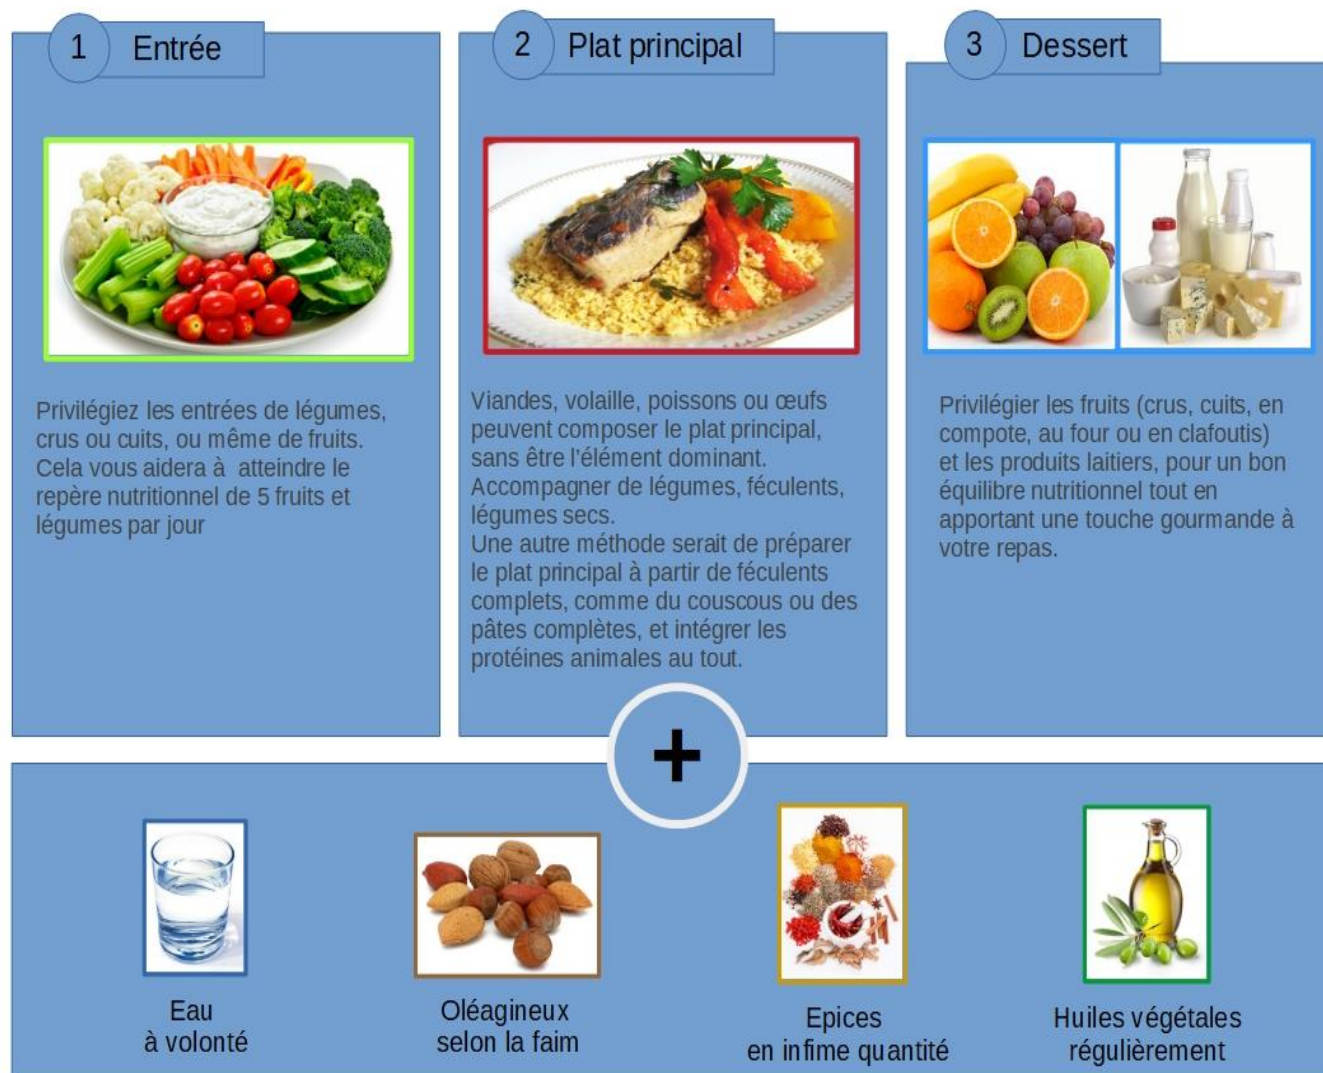 1 Entrée
Privilégiez les entrées de légumes,
crus ou cuits, ou même de fruits.
Cela vous aidera à  atteindre le
repère nutritionnel de 5 fruits et
légumes par jour
2 Plat principal
Viandes, volaille, poissons ou œufs
peuvent composer le plat principal,
sans être l’élément dominant.
Accompagner de légumes, féculents,
légumes secs.
Une autre méthode serait de préparer
le plat principal à partir de féculents
complets, comme du couscous ou des
pâtes complètes, et intégrer les
protéines animales au tout.
3 Dessert
Privilégier les fruits (crus, cuits, en
compote, au four ou en clafoutis)
et les produits laitiers, pour un bon
équilibre nutritionnel tout en
apportant une touche gourmande à
votre repas.
+
Eau
à volonté
Oléagineux
selon la faim
Epices
en infime quantité
Huiles végétales
régulièrement